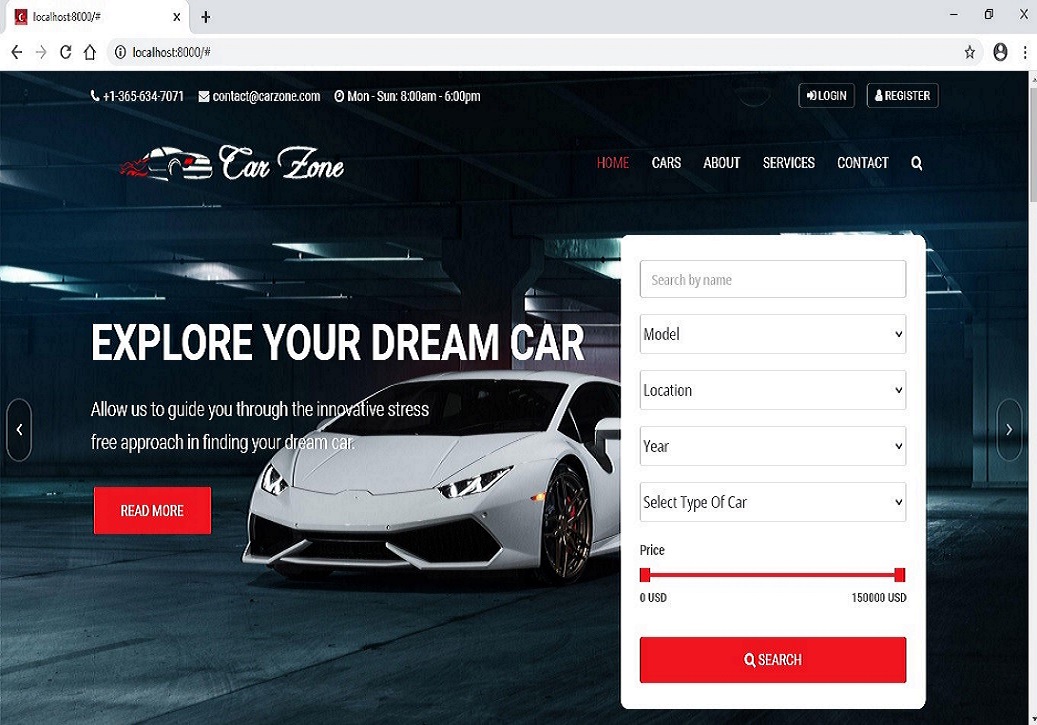 localhost:8000/#
localhost:8000/#
+1-365-634-7071 contact@carzone.com Mon - Sun: 8:00am - 6:00pm LOGIN REGISTER
Car Zone HOME CARS ABOUT SERVICES CONTACT
Search by name
Model
Location
Year
Select Type Of Car
Price
0 USD 150000 USD
SEARCH
EXPLORE YOUR DREAM CAR
Allow us to guide you through the innovative stress
free approach in finding your dream car.
READ MORE